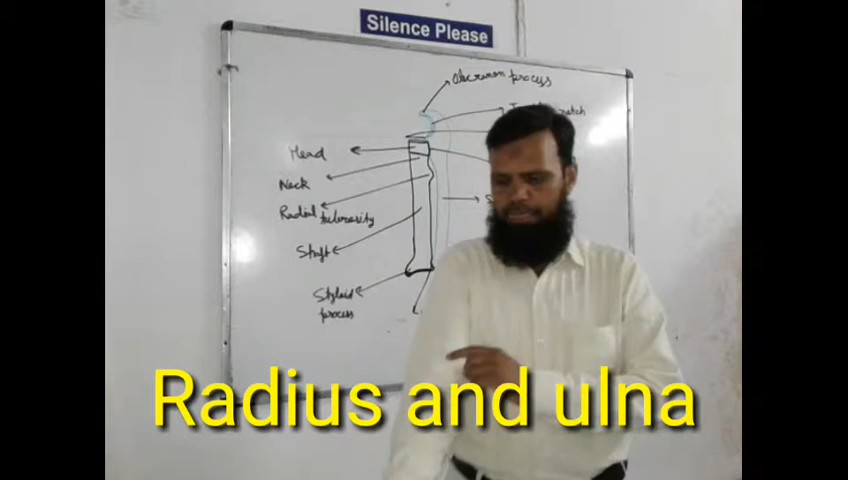 Silence Please
Olecranon process
Head
Neck
Radial tuberosity
Shaft
Styloid
process
Radius and ulna